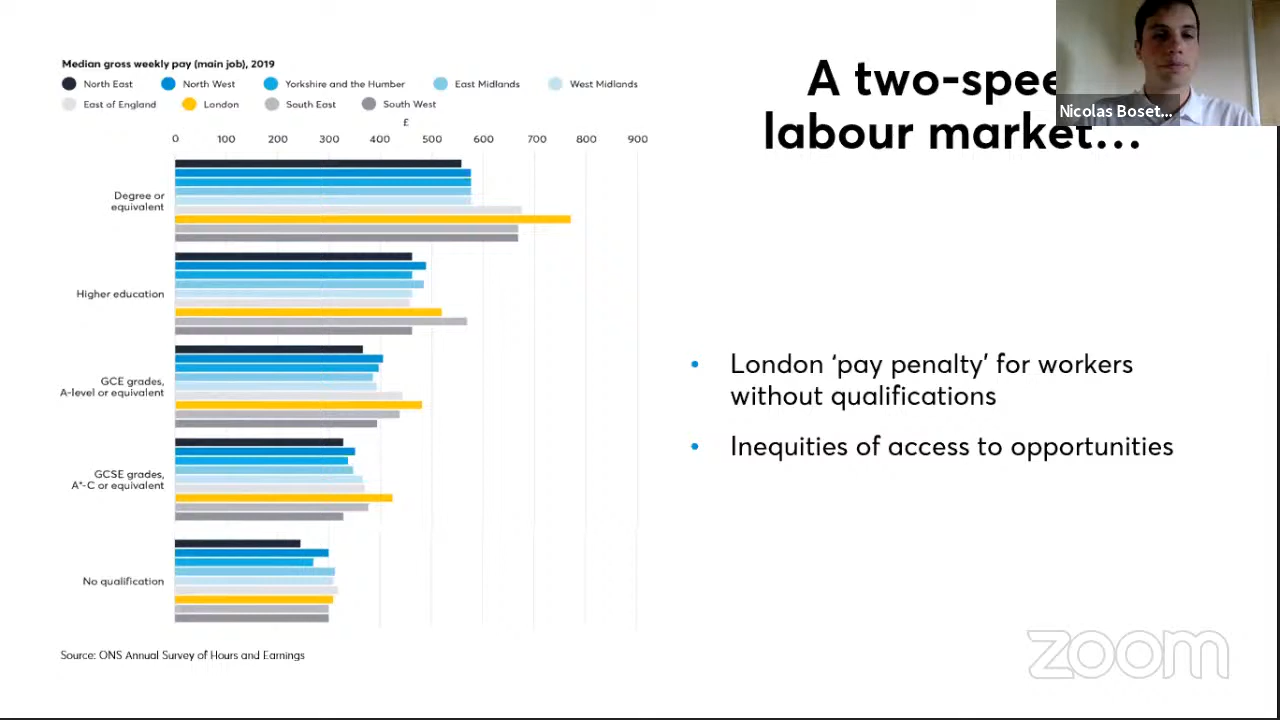 Median gross weekly pay (main job), 2019
North East North West Yorkshire and the Humber East Midlands West Midlands
East of England London South East South West
£
0 100 200 300 400 500 600 700 800 900
Degree or
equivalent
Higher education
GCE grades,
A-level or equivalent
GCSE grades,
A*-C or equivalent
No qualification
Source: ONS Annual Survey of Hours and Earnings
A two-spee
labour market…
Nicolas Boset...
• London ‘pay penalty’ for workers
without qualifications
• Inequities of access to opportunities
zoom